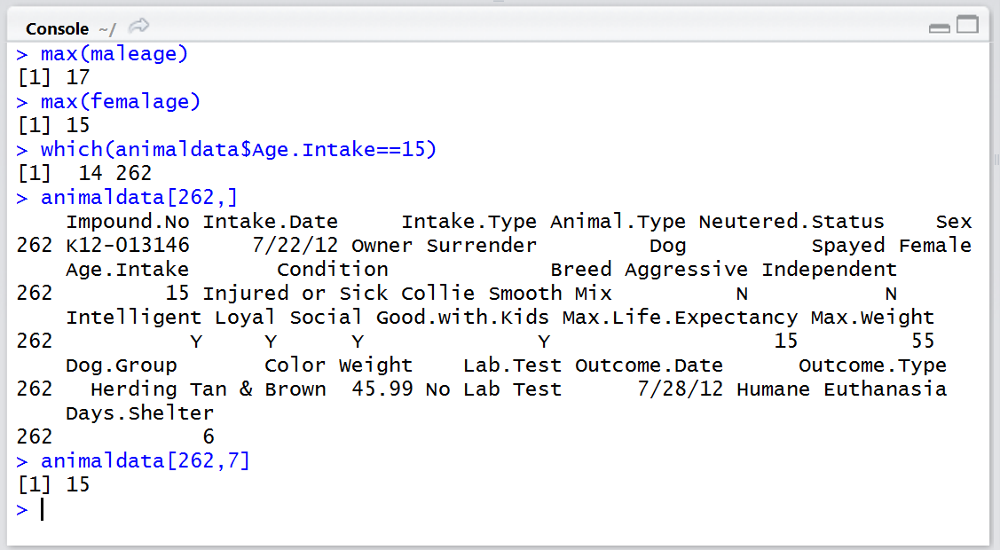 Console ~/
> max(maleage)
[1] 17
> max(femalage)
[1] 15
> which(animaldata$Age.Intake==15)
[1]  14 262
> animaldata[262,]
    Impound.No Intake.Date     Intake.Type Animal.Type Neutered.Status    Sex
262 K12-013146     7/22/12 Owner Surrender         Dog          Spayed Female
    Age.Intake       Condition             Breed Aggressive Independent
262         15 Injured or Sick Collie Smooth Mix          N           N
    Intelligent Loyal Social Good.with.Kids Max.Life.Expectancy Max.Weight
262           Y     Y      Y              Y                  15         55
    Dog.Group       Color Weight    Lab.Test Outcome.Date      Outcome.Type
262   Herding Tan & Brown  45.99 No Lab Test      7/28/12 Humane Euthanasia
    Days.Shelter
262            6
> animaldata[262,7]
[1] 15
>